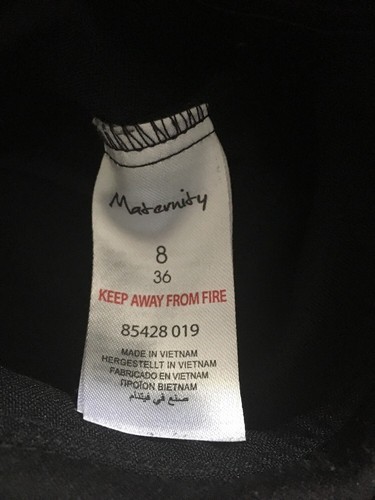 Maternity
8
36
KEEP AWAY FROM FIRE
85428 019
MADE IN VIETNAM
HERGESTELLT IN VIETNAM
FABRICADO EN VIETNAM
ΠΡΟΪΟΝ ΒΙΕΤΝΑΜ
صنع في فيتنام